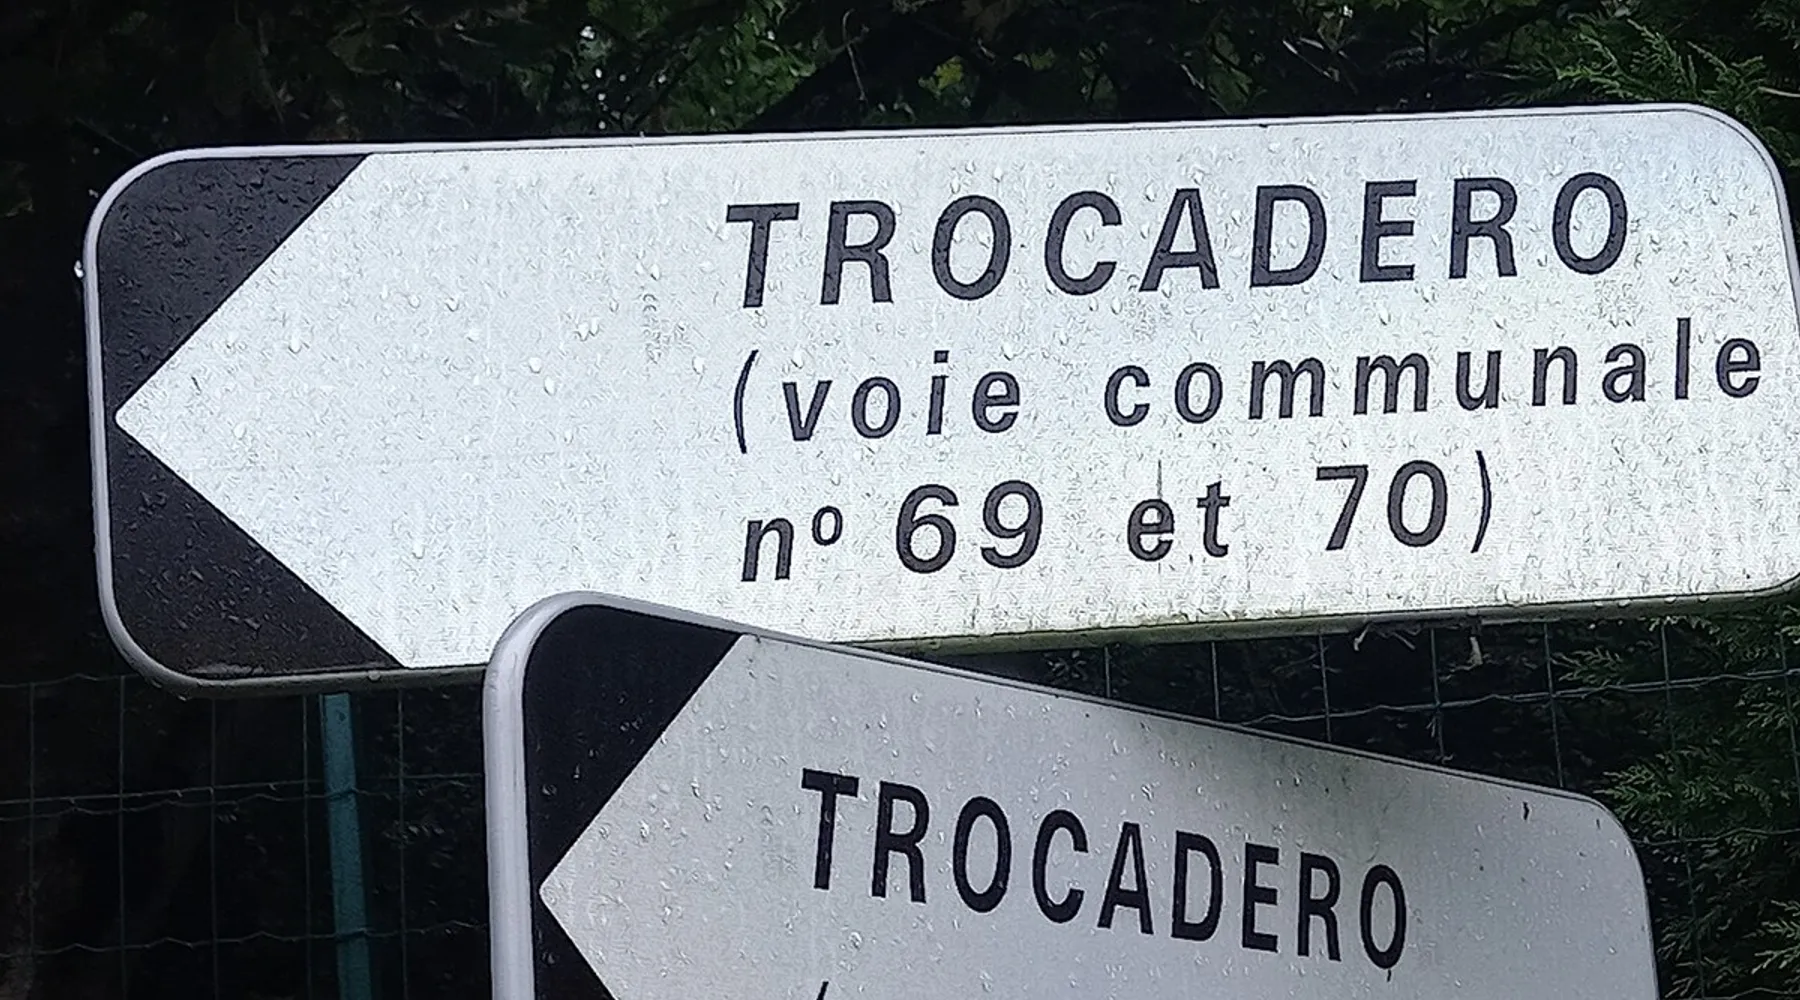 TROCADERO
(voie communale
nº 69 et 70)
TROCADERO
(